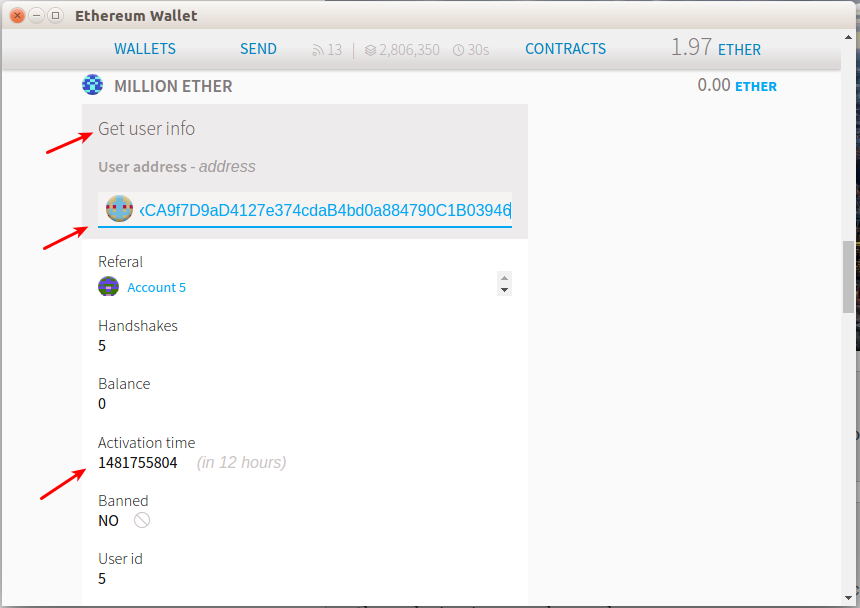 Ethereum Wallet
WALLETS SEND 13 | 2,806,350 30s CONTRACTS 1.97 ETHER
MILLION ETHER 0.00 ETHER
Get user info
User address - address
CA9f7D9aD4127e374cdaB4bd0a884790C1B03946
Referal
Account 5
Handshakes
5
Balance
0
Activation time
1481755804 (in 12 hours)
Banned
NO
User id
5